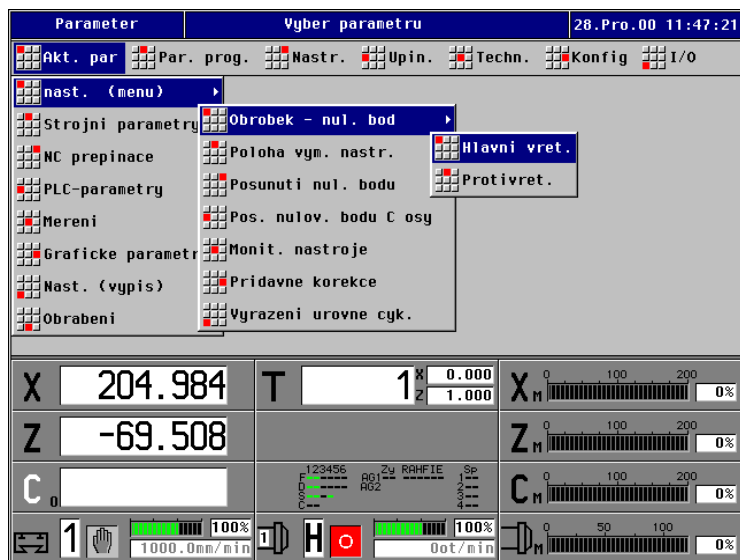 Parameter Vyber parametru 28.Pro.00 11:47:21
Akt. par Par. prog. Nastr. Upin. Techn. Konfig I/O
nast. (menu)
Strojni parametry
NC prepinace
PLC-parametry
Mereni
Graficke parametr
Nast. (vypis)
Obrabeni
Obrobek - nul. bod
Poloha vym. nastr.
Posunuti nul. bodu
Pos. nulov. bodu C osy
Monit. nastroje
Pridavne korekce
Vyrazeni urovne cyk.
Hlavni vret.
Protivret.
X 204.984 T 1 X 0.000 Z 1.000 X M 0 100 200 0%
Z -69.508 Z M 0 100 200 0%
C 0 123456 Zy RAHFIE Sp C M 0 100 200 0%
F AG1 1
D AG2 2
S 3
C 4
1 100% 1 H 100% M 0 50 100 0%
1000.0mm/min 0ot/min